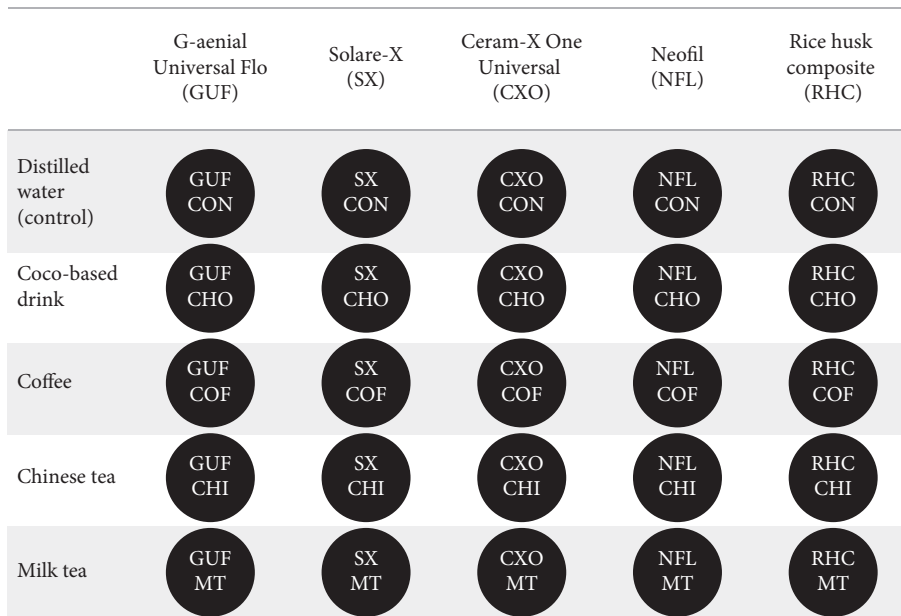 G-aenial
Universal Flo
(GUF)
Solare-X
(SX)
Ceram-X One
Universal
(CXO)
Neofil
(NFL)
Rice husk
composite
(RHC)
Distilled
water
(control)
GUF
CON
SX
CON
CXO
CON
NFL
CON
RHC
CON
Coco-based
drink
GUF
CHO
SX
CHO
CXO
CHO
NFL
CHO
RHC
CHO
Coffee
GUF
COF
SX
COF
CXO
COF
NFL
COF
RHC
COF
Chinese tea
GUF
CHI
SX
CHI
CXO
CHI
NFL
CHI
RHC
CHI
Milk tea
GUF
MT
SX
MT
CXO
MT
NFL
MT
RHC
MT